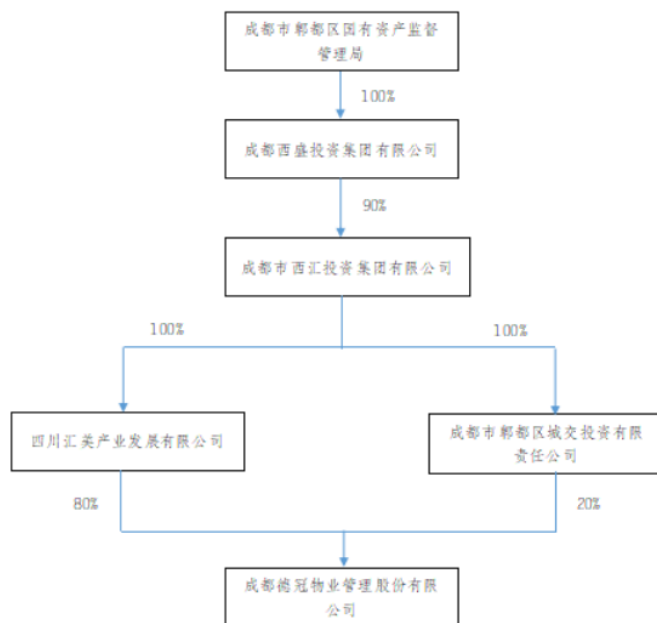 成都市郫都区国有资产监督
管理局
100%
成都西盛投资集团有限公司
90%
成都市西汇投资集团有限公司
100%
100%
四川汇美产业发展有限公司
成都市郫都区城交投资有限
责任公司
80%
20%
成都德冠物业管理股份有限
公司